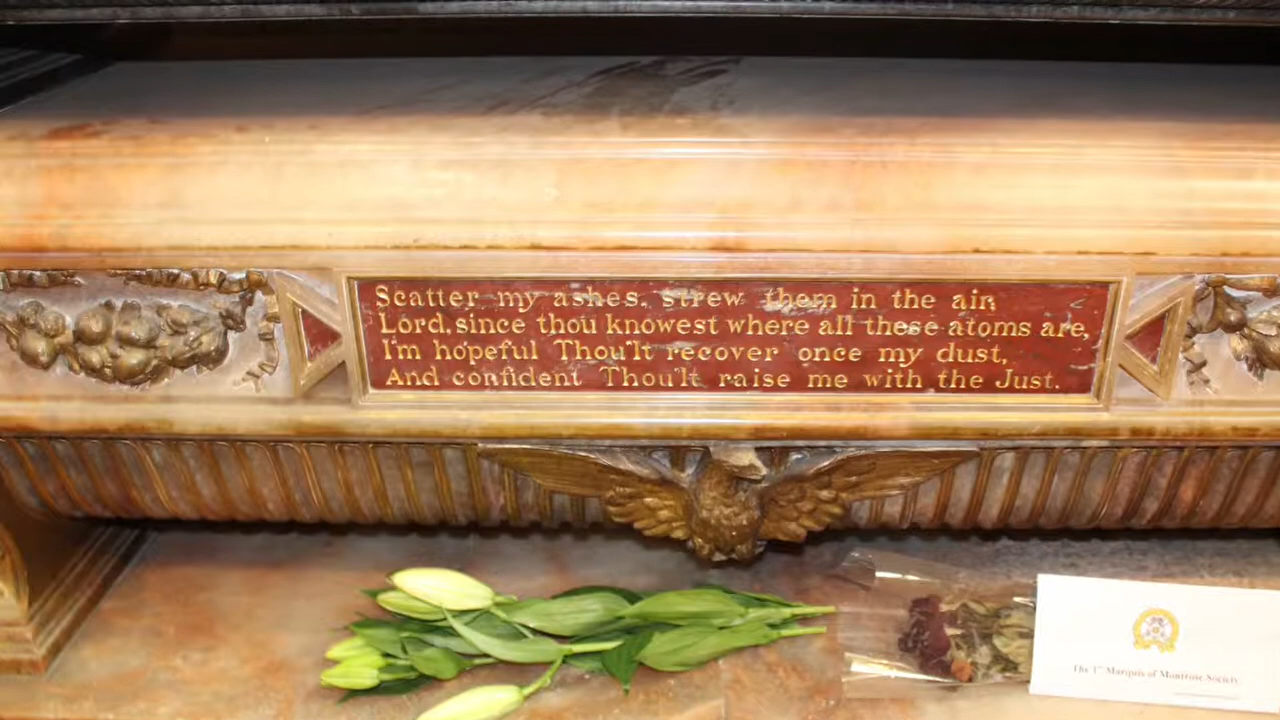 Scatter my ashes, strew them in the air,
Lord, since thou knowest where all these atoms are,
I'm hopeful Thou'lt recover once my dust,
And confident Thou'lt raise me with the Just.
The 1st Marquis of Montrose Society